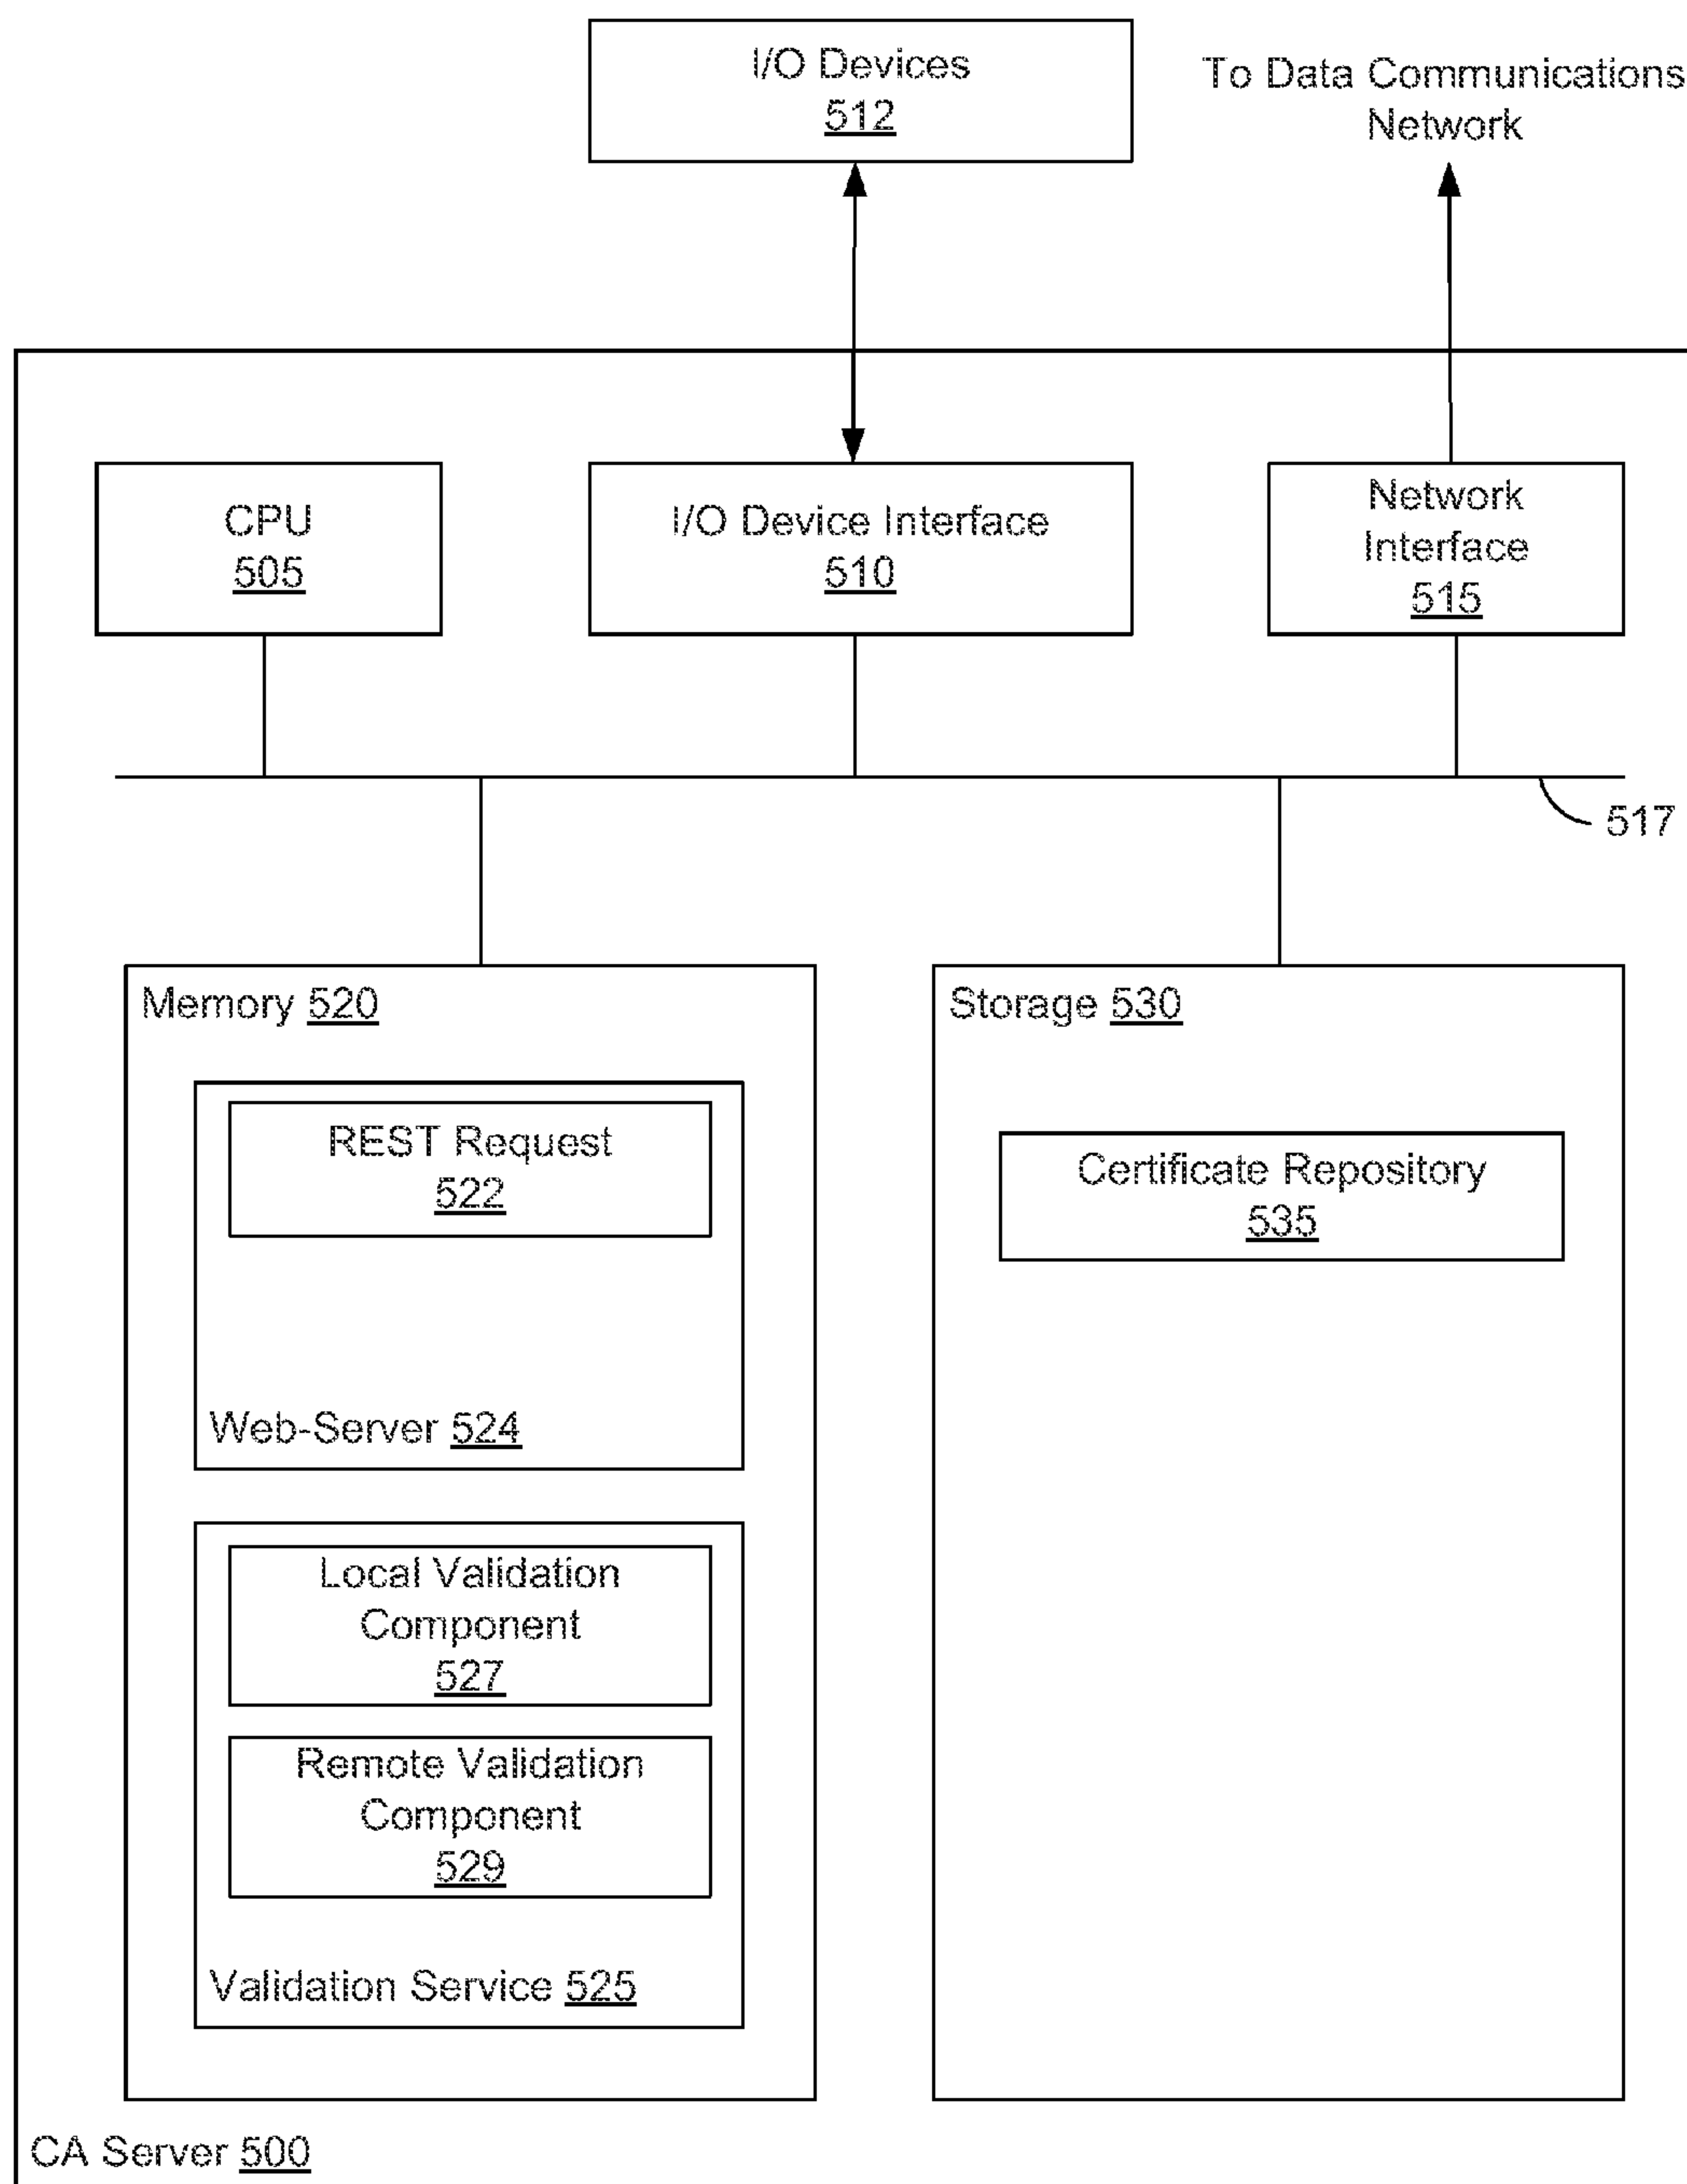 I/O Devices
512
To Data Communications
Network
CPU
505
I/O Device Interface
510
Network
Interface
515
517
Memory 520
REST Request
522
Web-Server 524
Local Validation
Component
527
Remote Validation
Component
529
Validation Service 525
Storage 530
Certificate Repository
535
CA Server 500